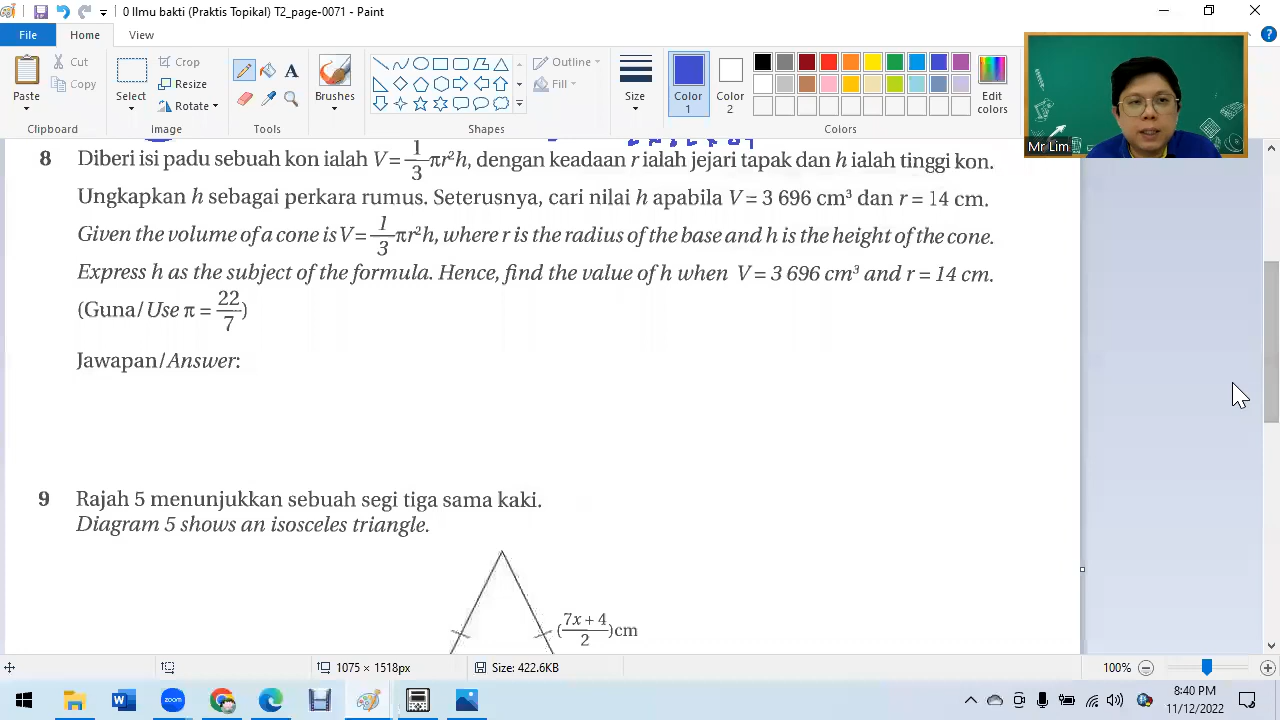 0 Ilmu bakti (Praktis Topikal) T2_page-0071 - Paint
File Home View
Paste Cut Copy
Clipboard
Select Crop Resize Rotate
Image
A
Tools
Brushes
Outline Fill
Shapes
Size
Color 1 Color 2
Edit colors
Colors
Mr Lim
8 Diberi isi padu sebuah kon ialah V = 1/3 πr²h, dengan keadaan r ialah jejari tapak dan h ialah tinggi kon.
Ungkapkan h sebagai perkara rumus. Seterusnya, cari nilai h apabila V = 3 696 cm³ dan r = 14 cm.
Given the volume of a cone is V = 1/3 πr²h, where r is the radius of the base and h is the height of the cone.
Express h as the subject of the formula. Hence, find the value of h when V = 3 696 cm³ and r = 14 cm.
(Guna/Use π = 22/7)
Jawapan/Answer:
9 Rajah 5 menunjukkan sebuah segi tiga sama kaki.
Diagram 5 shows an isosceles triangle.
(7x + 4/2)cm
1075 × 1518px Size: 422.6KB 100%
zoom
8:40 PM
11/12/2022